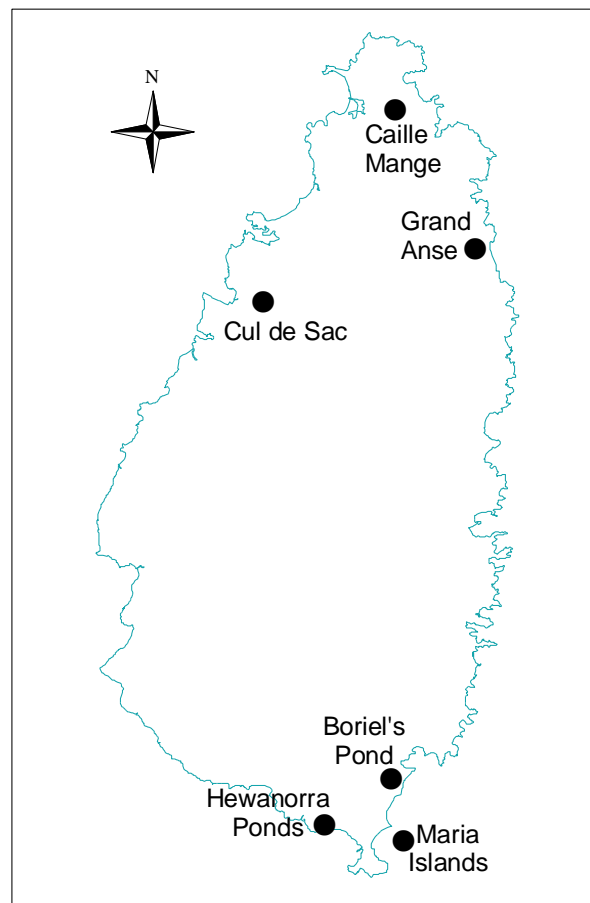 N
Caille
Mange
Grand
Anse
Cul de Sac
Boriel's
Pond
Hewanorra
Ponds
Maria
Islands